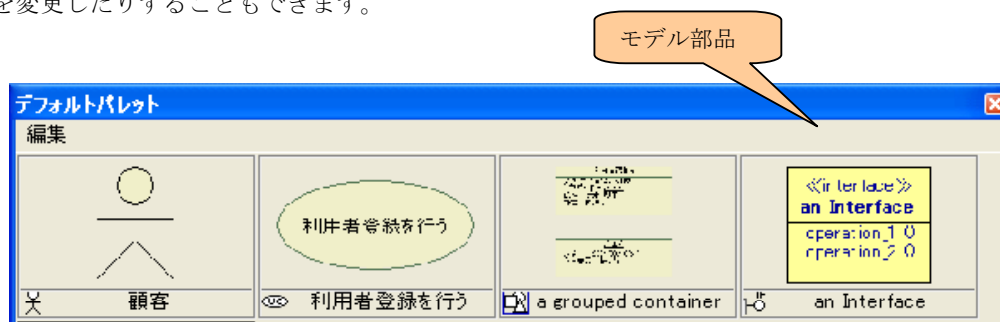 を変更したりすることもできます。
モデル部品
デフォルトパレット
編集
利用者登録を行う
≪interface≫
an Interface
operation_1()
operation_2()
顧客
利用者登録を行う
a grouped container
an Interface